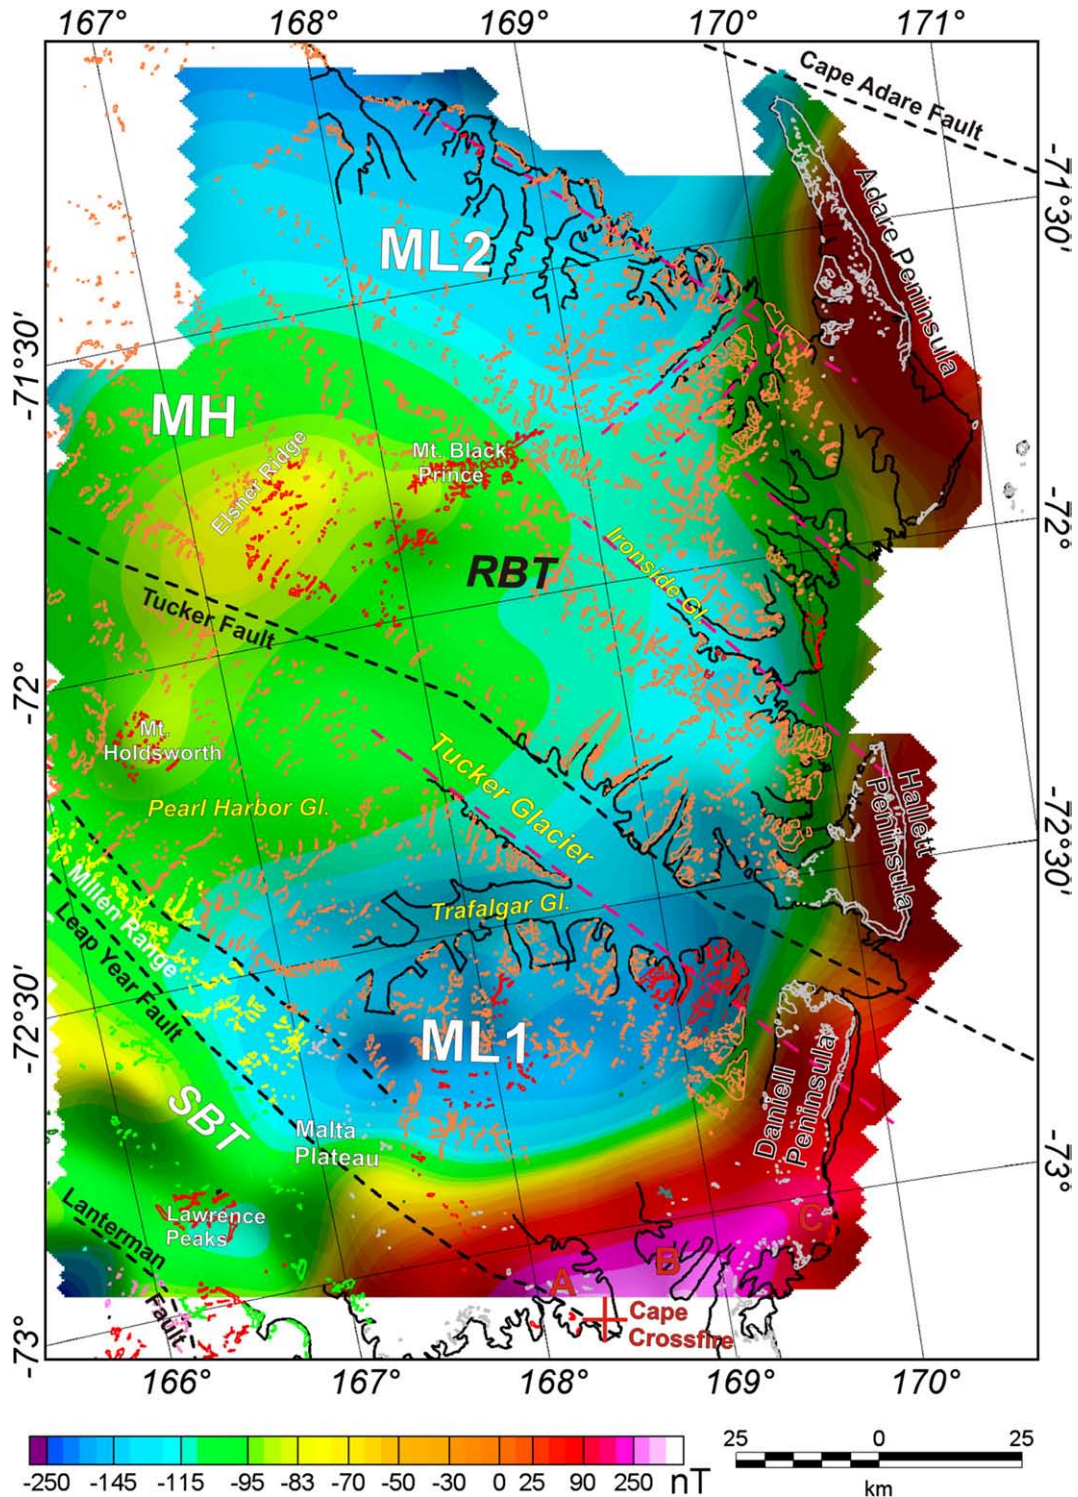 167° 168° 169° 170° 171°
Cape Adare Fault
-71°30'
Adare Peninsula
ML2
-71°30'
MH
Elsner Ridge
Mt. Black
Prince
-72°
RBT
Ironside Gl.
Tucker Fault
-72°
Mt.
Holdsworth
Tucker Glacier
Hallett
Peninsula
Pearl Harbor Gl.
-72°30'
Millen Range
Trafalgar Gl.
Leap Year Fault
-72°30'
ML1
SBT
Daniell
Peninsula
Malta
Plateau
-73°
Lawrence
Peaks
Lanterman
Fault
A
B
C
Cape
Crossfire
-73°
166° 167° 168° 169° 170°
-250 -145 -115 -95 -83 -70 -50 -30 0 25 90 250 nT
25 0 25
km